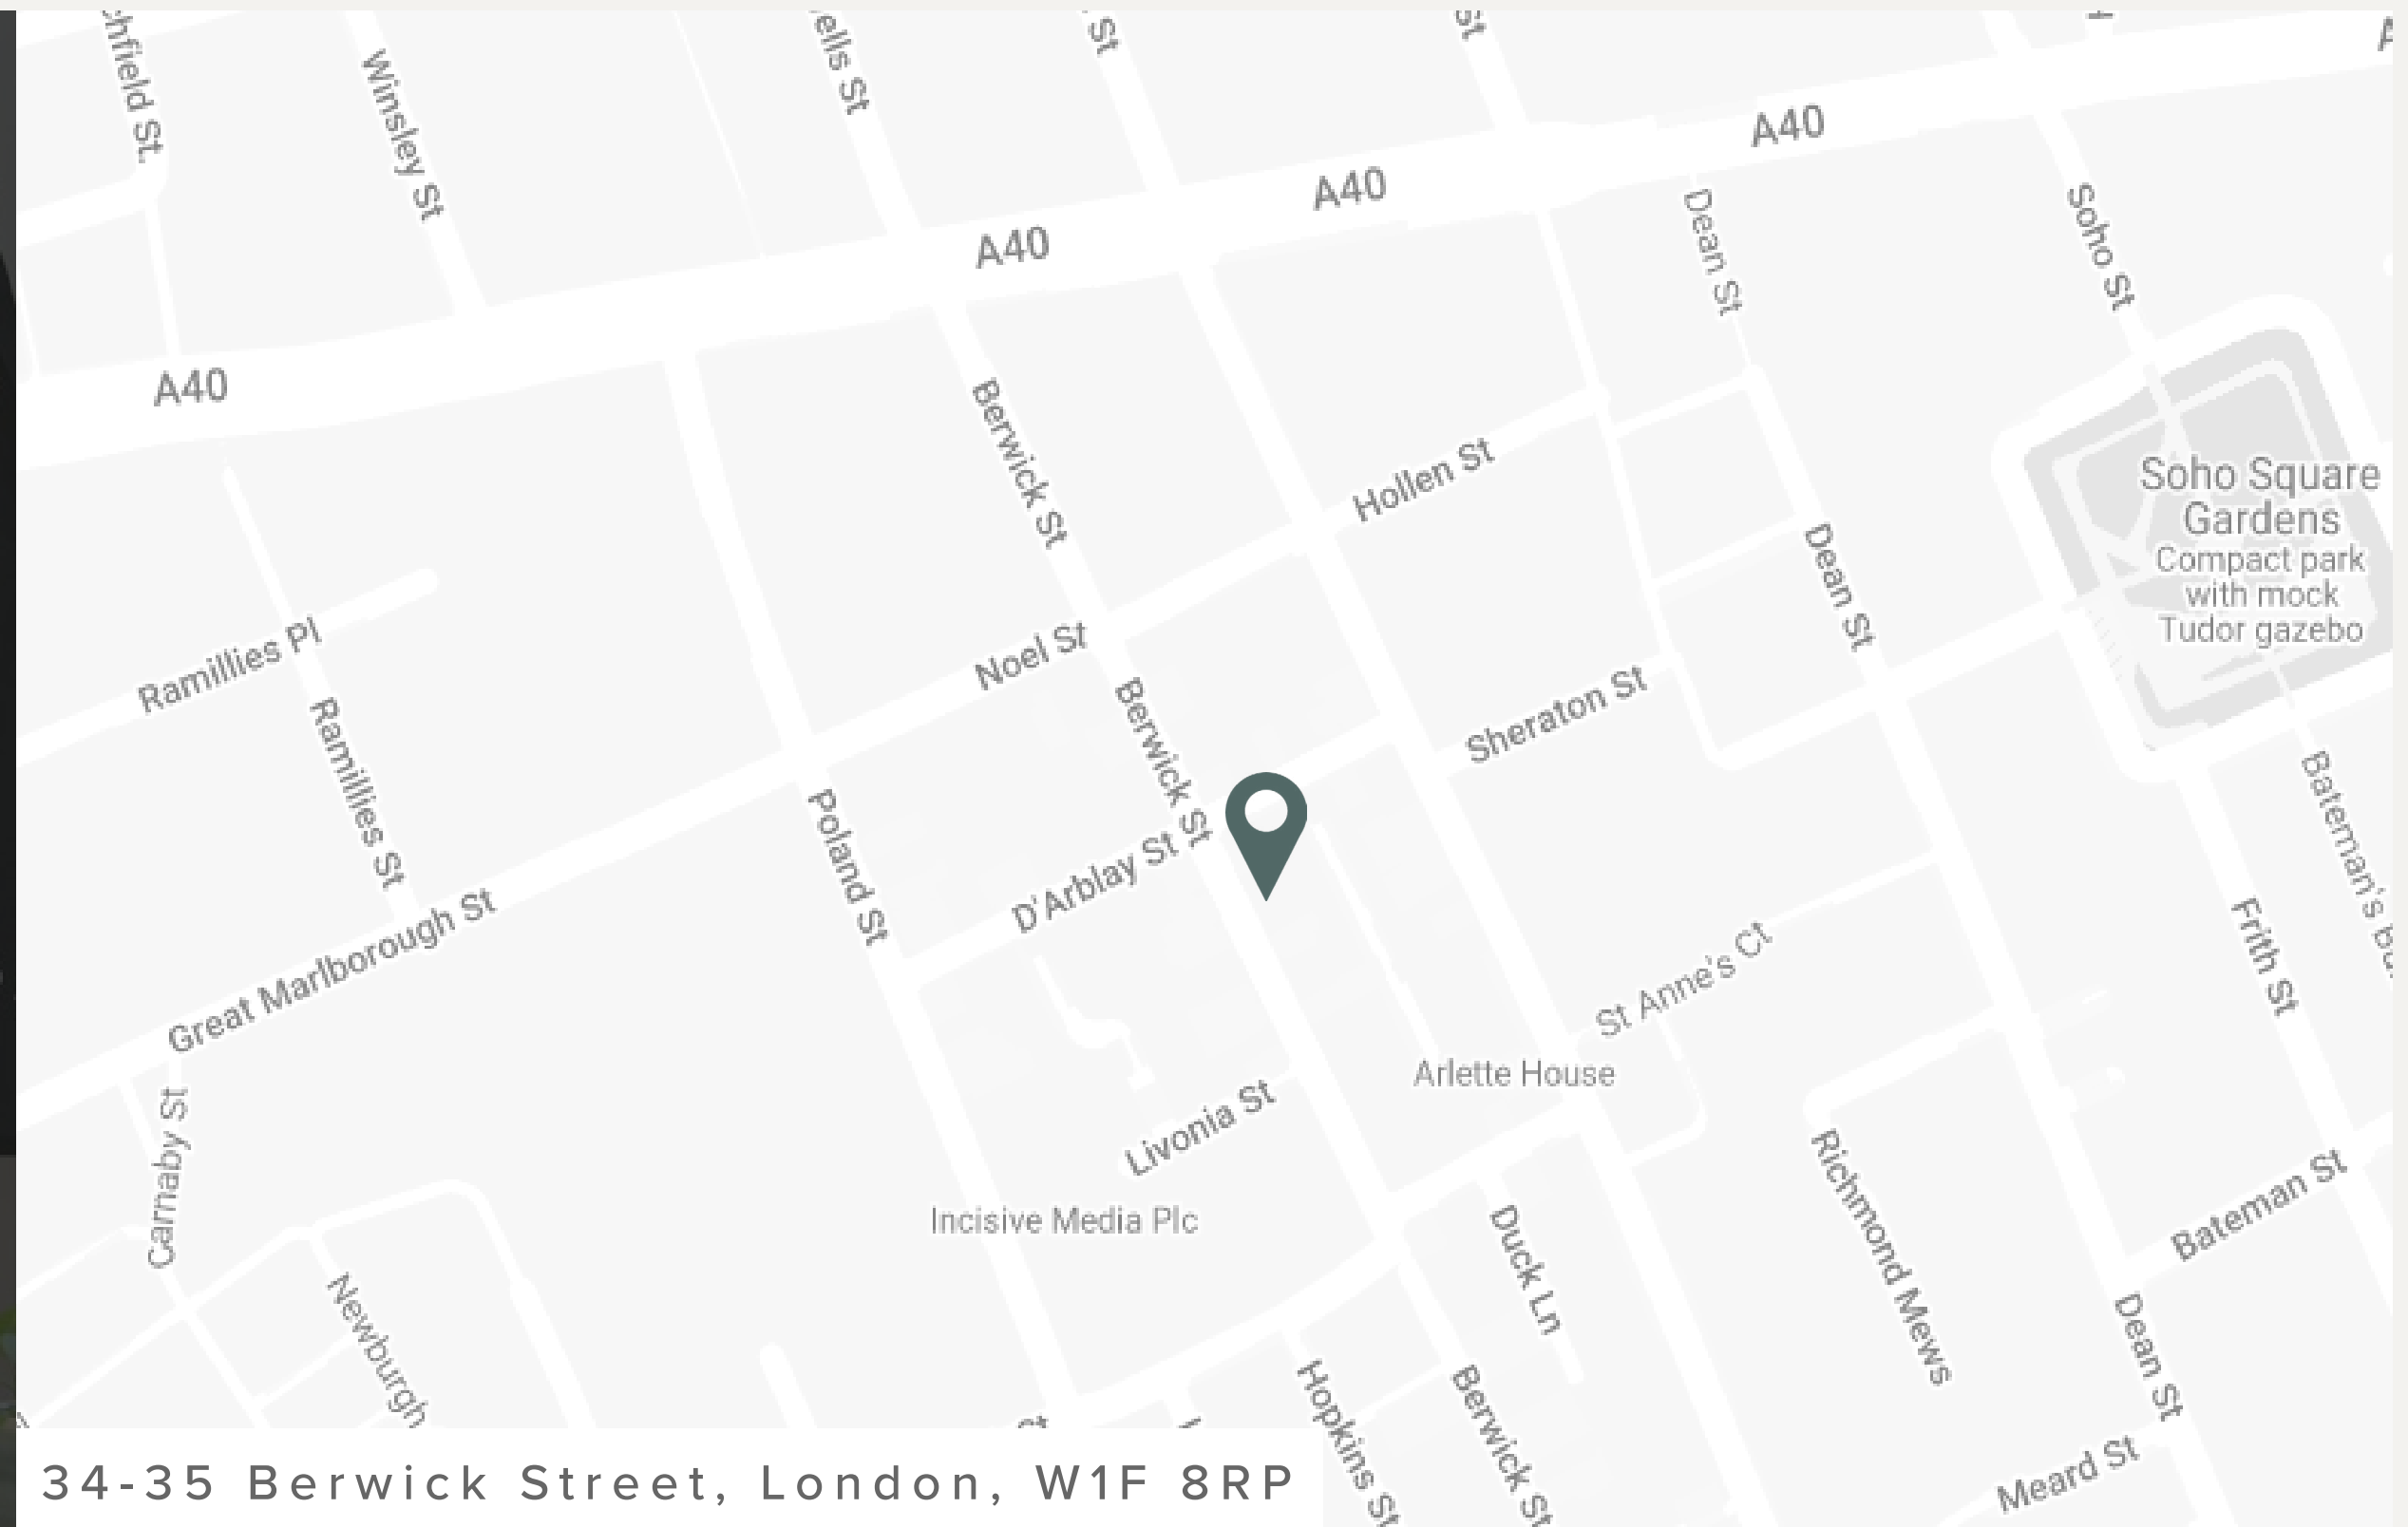 St
Winsley St
A40
A40
A40
A40
Dean St
Soho St
Berwick St
Hollen St
Soho Square
Gardens
Compact park
with mock
Tudor gazebo
Dean St
Ramillies Pl
Noel St
Sheraton St
Ramillies St
Berwick St
Poland St
D'Arblay St
Great Marlborough St
St Anne's Ct
Frith St
Bateman's
Arlette House
Carnaby St
Livonia St
Incisive Media Plc
Duck Ln
Richmond Mews
Bateman St
Newburgh
Hopkins St
Berwick St
Dean St
Meard St
34-35 Berwick Street, London, W1F 8RP